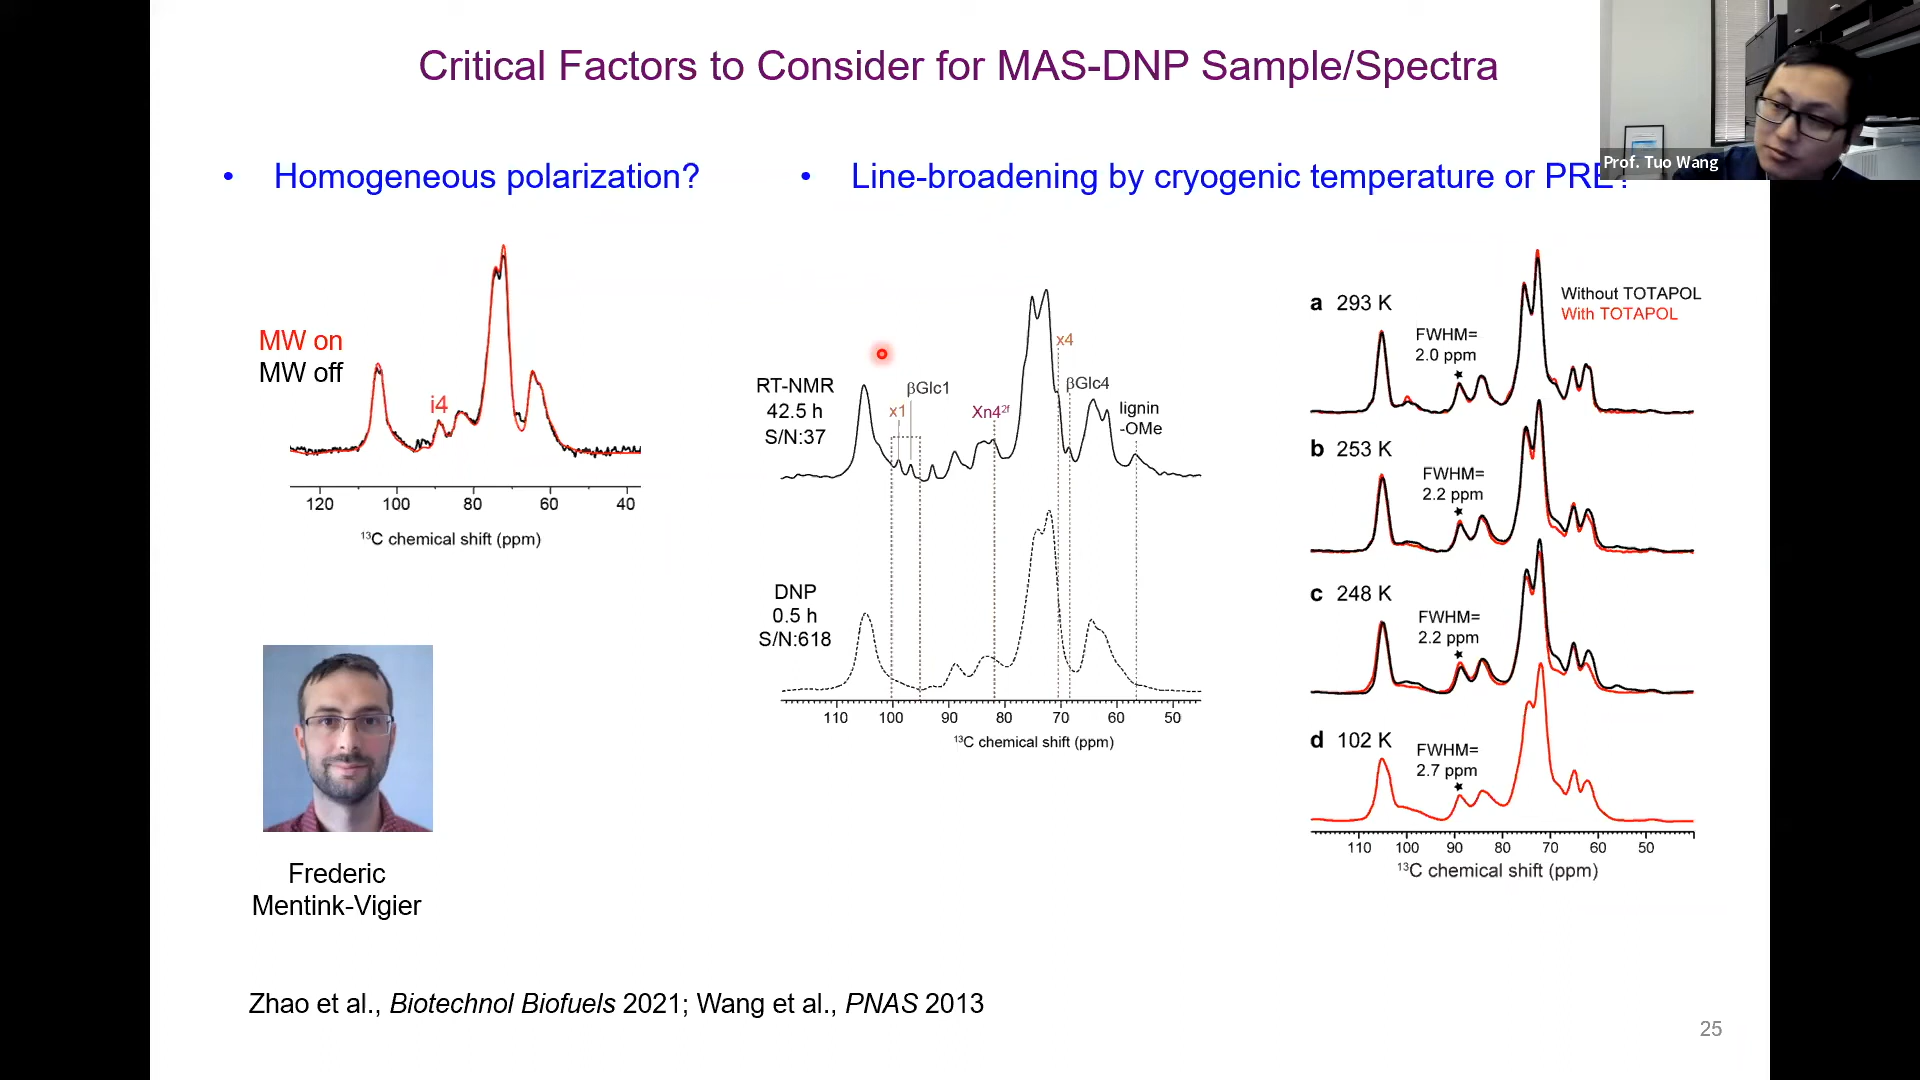 Critical Factors to Consider for MAS-DNP Sample/Spectra
Prof. Tuo Wang
• Homogeneous polarization?
• Line-broadening by cryogenic temperature or PRE?
MW on
MW off
i4
120 100 80 60 40
¹³C chemical shift (ppm)
Frederic
Mentink-Vigier
RT-NMR
42.5 h
S/N:37
x1
βGlc1
Xn4²ᶠ
x4
βGlc4
lignin
-OMe
DNP
0.5 h
S/N:618
110 100 90 80 70 60 50
¹³C chemical shift (ppm)
a 293 K
Without TOTAPOL
With TOTAPOL
FWHM=
2.0 ppm
b 253 K
FWHM=
2.2 ppm
c 248 K
FWHM=
2.2 ppm
d 102 K
FWHM=
2.7 ppm
110 100 90 80 70 60 50
¹³C chemical shift (ppm)
Zhao et al., Biotechnol Biofuels 2021; Wang et al., PNAS 2013
25